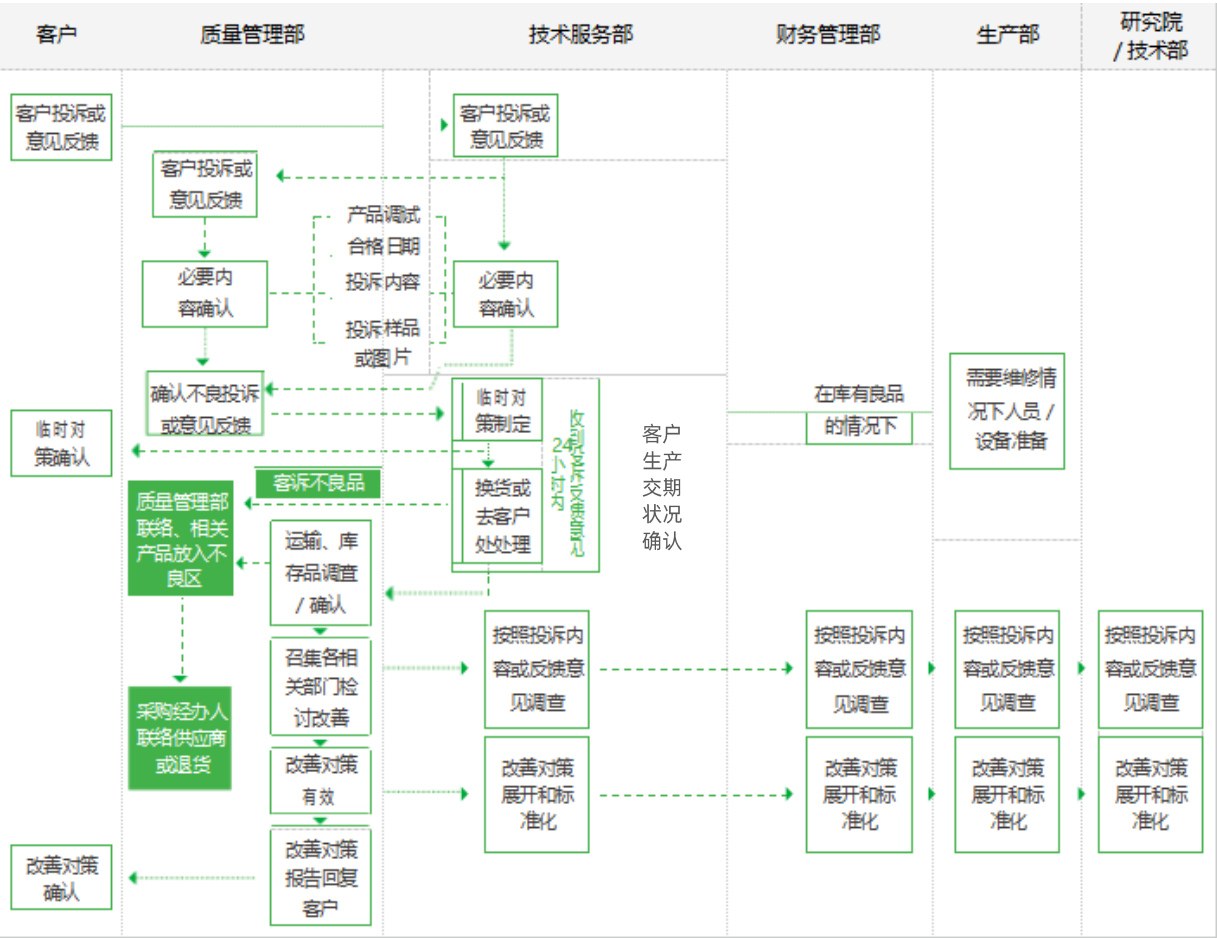 客户
质量管理部
技术服务部
财务管理部
生产部
研究院
/ 技术部
客户投诉或
意见反馈
客户投诉或
意见反馈
客户投诉或
意见反馈
产品调试
合格日期
投诉内容
投诉样品
或图片
必要内
容确认
必要内
容确认
确认不良投诉
或意见反馈
临时对
策制定
收到客诉/反馈意见
24
小时内
客户
生产
交期
状况
确认
在库有良品
的情况下
需要维修情
况下人员 /
设备准备
临时对
策确认
客诉不良品
换货或
去客户
处处理
质量管理部
联络、相关
产品放入不
良区
运输、库
存品调查
/ 确认
召集各相
关部门检
讨改善
按照投诉内
容或反馈意
见调查
按照投诉内
容或反馈意
见调查
按照投诉内
容或反馈意
见调查
按照投诉内
容或反馈意
见调查
采购经办人
联络供应商
或退货
改善对策
有效
改善对策
展开和标
准化
改善对策
展开和标
准化
改善对策
展开和标
准化
改善对策
展开和标
准化
改善对策
报告回复
客户
改善对策
确认